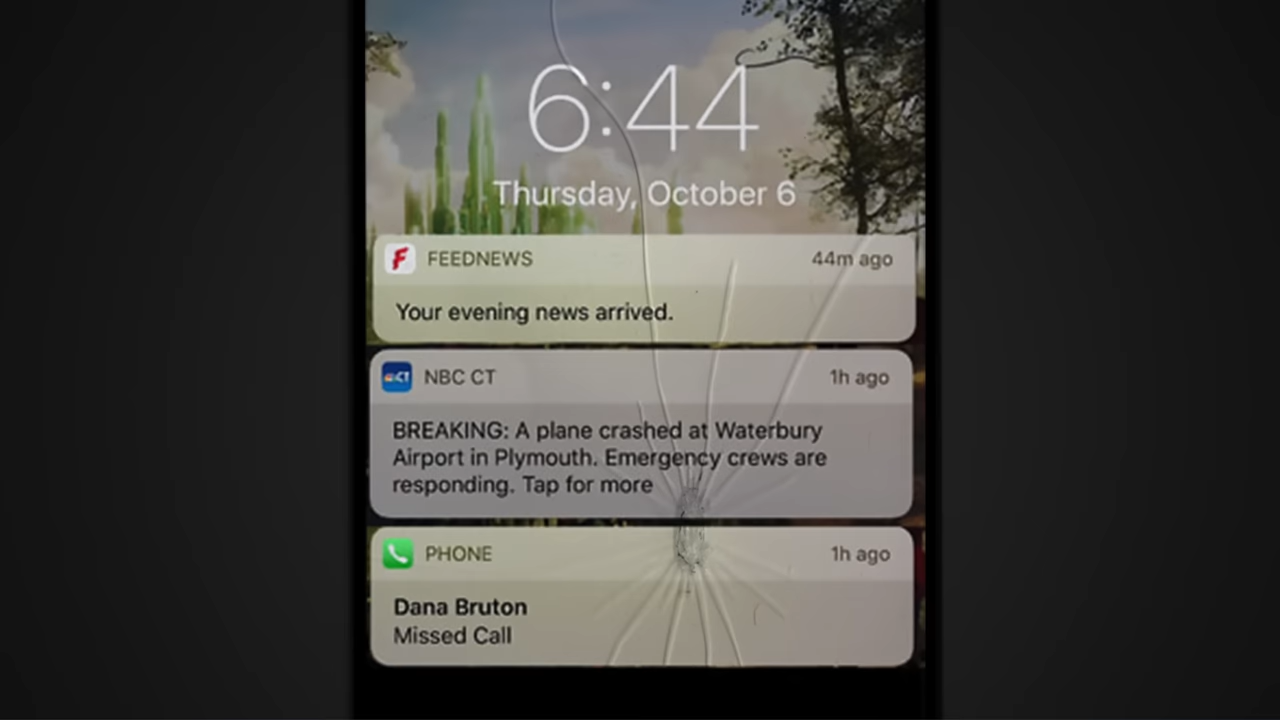 6:44
Thursday, October 6
F FEEDNEWS 44m ago
Your evening news arrived.
CT NBC CT 1h ago
BREAKING: A plane crashed at Waterbury
Airport in Plymouth. Emergency crews are
responding. Tap for more
PHONE 1h ago
Dana Bruton
Missed Call